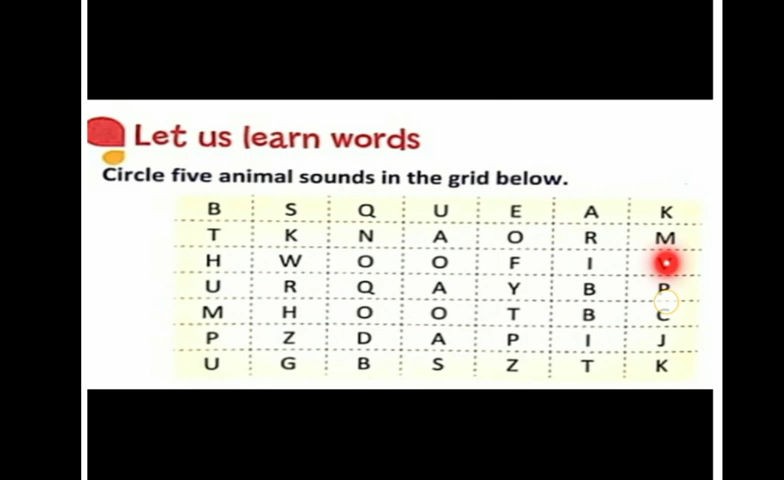 Let us learn words
Circle five animal sounds in the grid below.
B S Q U E A K
T K N A O R M
H W O O F I
U R Q A Y B P
M H O O T B C
P Z D A P I J
U G B S Z T K